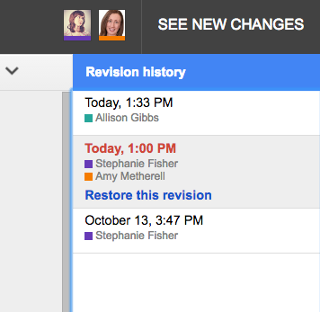 SEE NEW CHANGES
Revision history
Today, 1:33 PM
Allison Gibbs
Today, 1:00 PM
Stephanie Fisher
Amy Metherell
Restore this revision
October 13, 3:47 PM
Stephanie Fisher